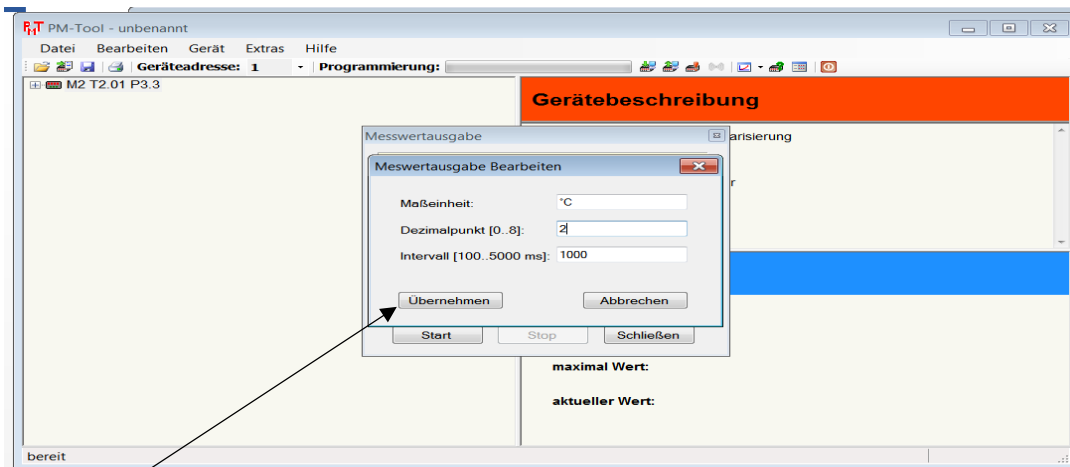 PM-Tool - unbenannt
Datei Bearbeiten Gerät Extras Hilfe
Geräteadresse: 1 Programmierung:
M2 T2.01 P3.3
Gerätebeschreibung
Messwertausgabe
arisierung
Meswertausgabe Bearbeiten
r
Maßeinheit: °C
Dezimalpunkt [0..8]: 2
Intervall [100..5000 ms]: 1000
Übernehmen Abbrechen
Start Stop Schließen
maximal Wert:
aktueller Wert:
bereit